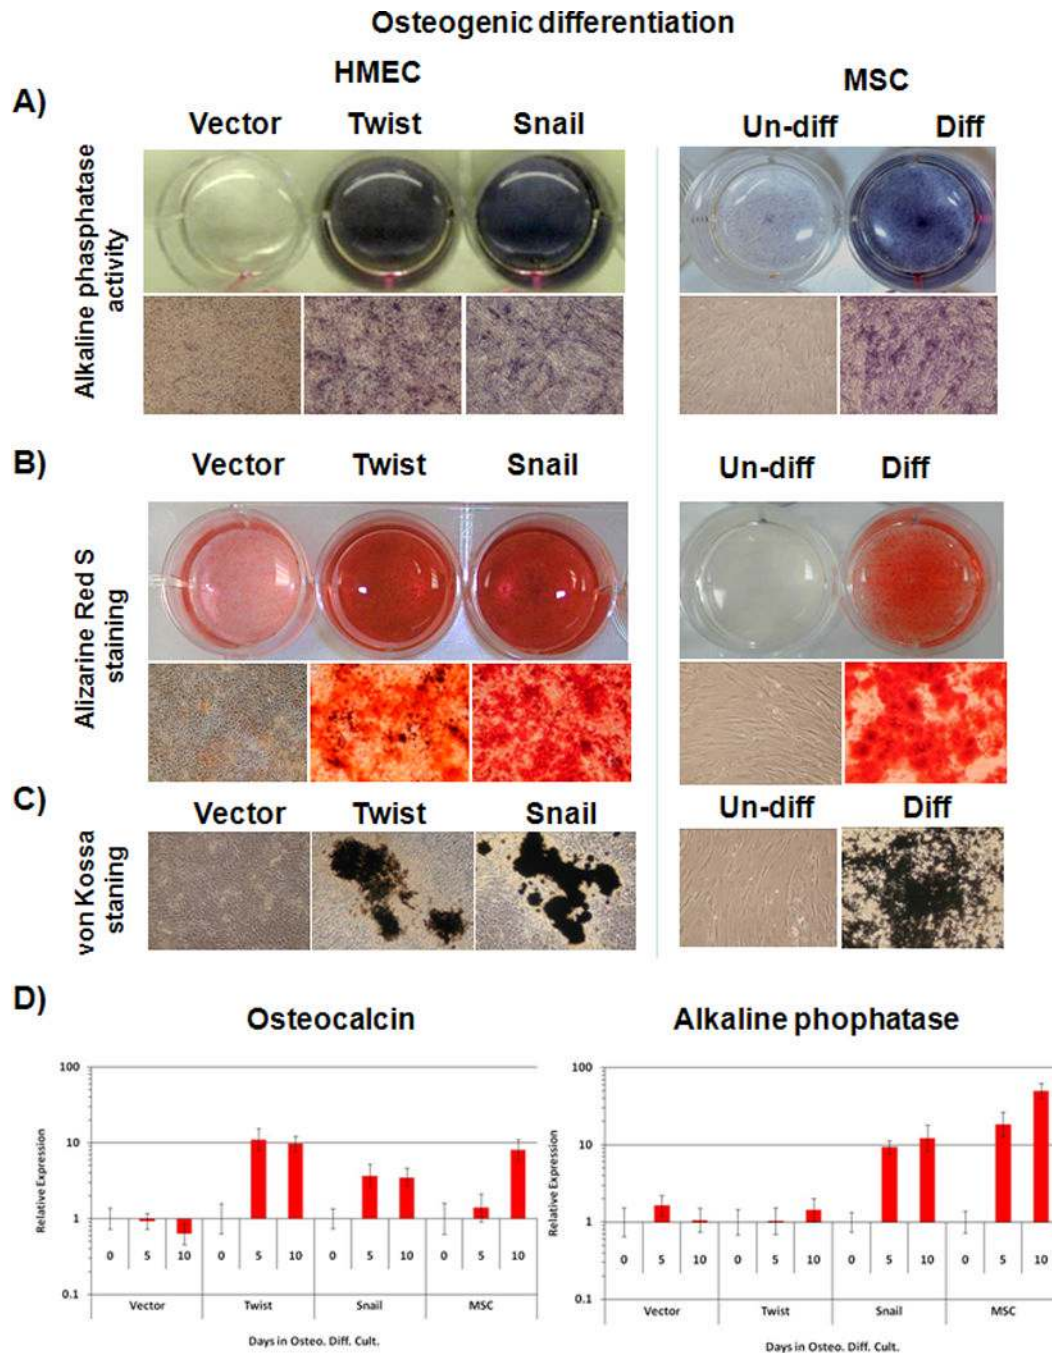 Osteogenic differentiation
HMEC
MSC
A)
Vector Twist Snail
Un-diff Diff
Alkaline phasphatase
activity
B)
Vector Twist Snail
Un-diff Diff
Alizarine Red S
staining
C)
Vector Twist Snail
Un-diff Diff
von Kossa
staning
D)
Osteocalcin
Alkaline phophatase
100
10
1
0.1
Relative Expression
0 5 10 0 5 10 0 5 10 0 5 10
Vector Twist Snail MSC
Days in Osteo. Diff. Cult.
100
10
1
0.1
Relative Expression
0 5 10 0 5 10 0 5 10 0 5 10
Vector Twist Snail MSC
Days in Osteo. Diff. Cult.